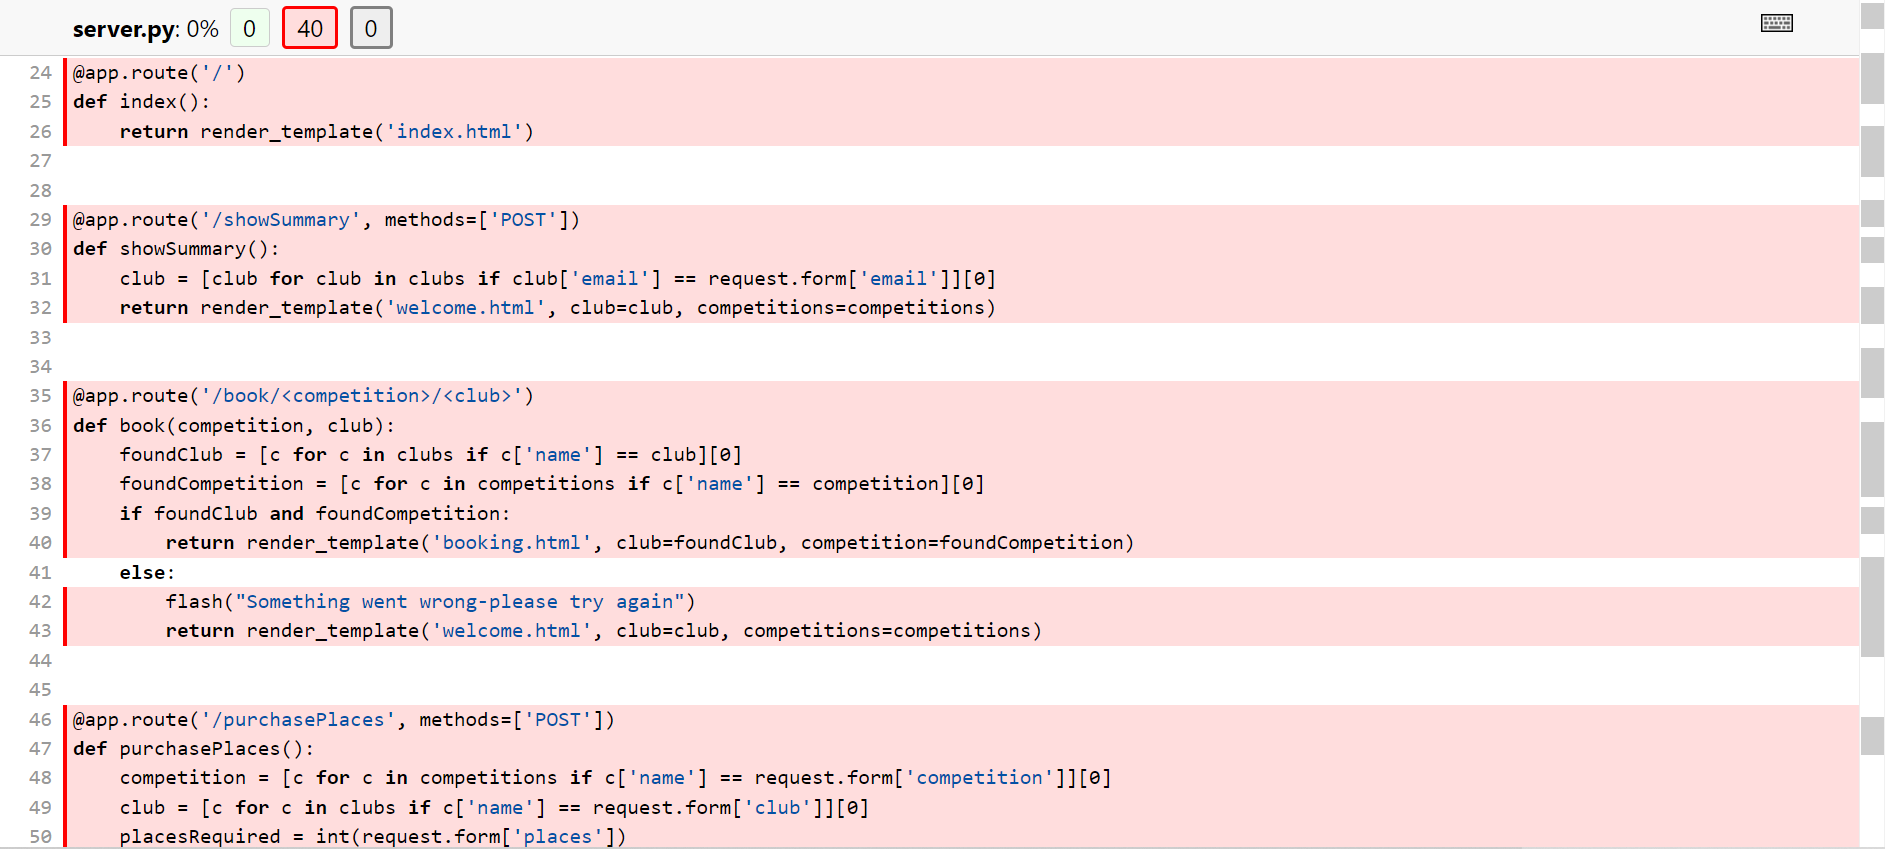 server.py: 0% 0 40 0
24 @app.route('/')
25 def index():
26     return render_template('index.html')
27
28
29 @app.route('/showSummary', methods=['POST'])
30 def showSummary():
31     club = [club for club in clubs if club['email'] == request.form['email']][0]
32     return render_template('welcome.html', club=club, competitions=competitions)
33
34
35 @app.route('/book/<competition>/<club>')
36 def book(competition, club):
37     foundClub = [c for c in clubs if c['name'] == club][0]
38     foundCompetition = [c for c in competitions if c['name'] == competition][0]
39     if foundClub and foundCompetition:
40         return render_template('booking.html', club=foundClub, competition=foundCompetition)
41     else:
42         flash("Something went wrong-please try again")
43         return render_template('welcome.html', club=club, competitions=competitions)
44
45
46 @app.route('/purchasePlaces', methods=['POST'])
47 def purchasePlaces():
48     competition = [c for c in competitions if c['name'] == request.form['competition']][0]
49     club = [c for c in clubs if c['name'] == request.form['club']][0]
50     placesRequired = int(request.form['places'])